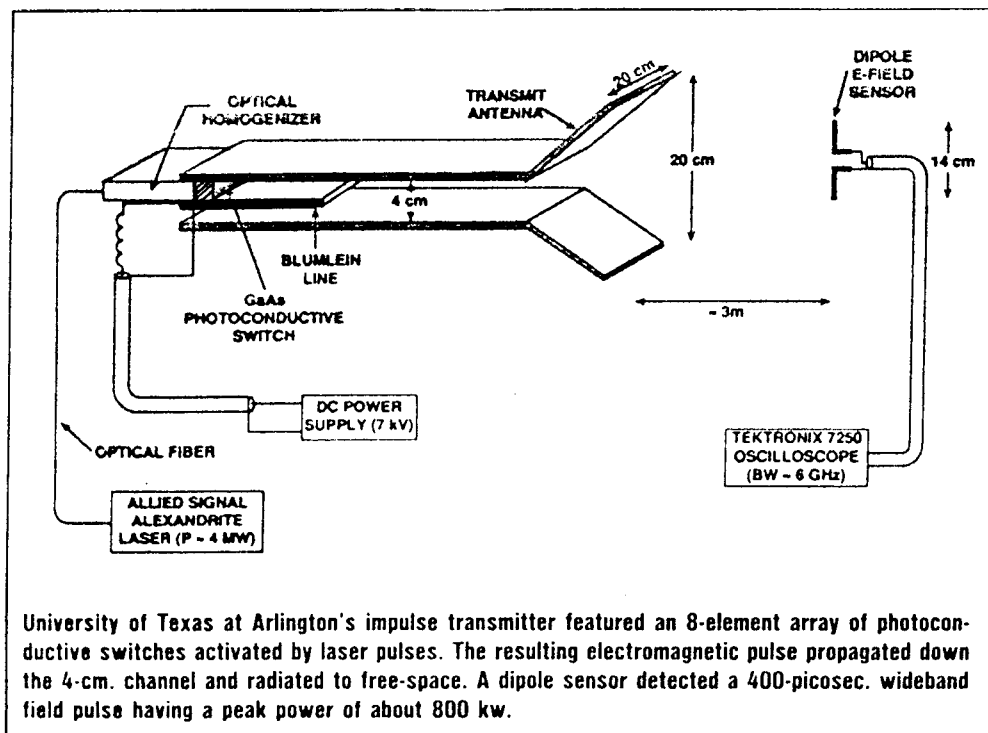 OPTICAL
HOMOGENIZER
TRANSMIT
ANTENNA
20 cm
DIPOLE
E-FIELD
SENSOR
20 cm
14 cm
4 cm
BLUMLEIN
LINE
GaAs
PHOTOCONDUCTIVE
SWITCH
~ 3m
DC POWER
SUPPLY (7 kV)
OPTICAL FIBER
TEKTRONIX 7250
OSCILLOSCOPE
(BW ~ 6 GHz)
ALLIED SIGNAL
ALEXANDRITE
LASER (P ~ 4 MW)
University of Texas at Arlington's impulse transmitter featured an 8-element array of photocon-
ductive switches activated by laser pulses. The resulting electromagnetic pulse propagated down
the 4-cm. channel and radiated to free-space. A dipole sensor detected a 400-picosec. wideband
field pulse having a peak power of about 800 kw.